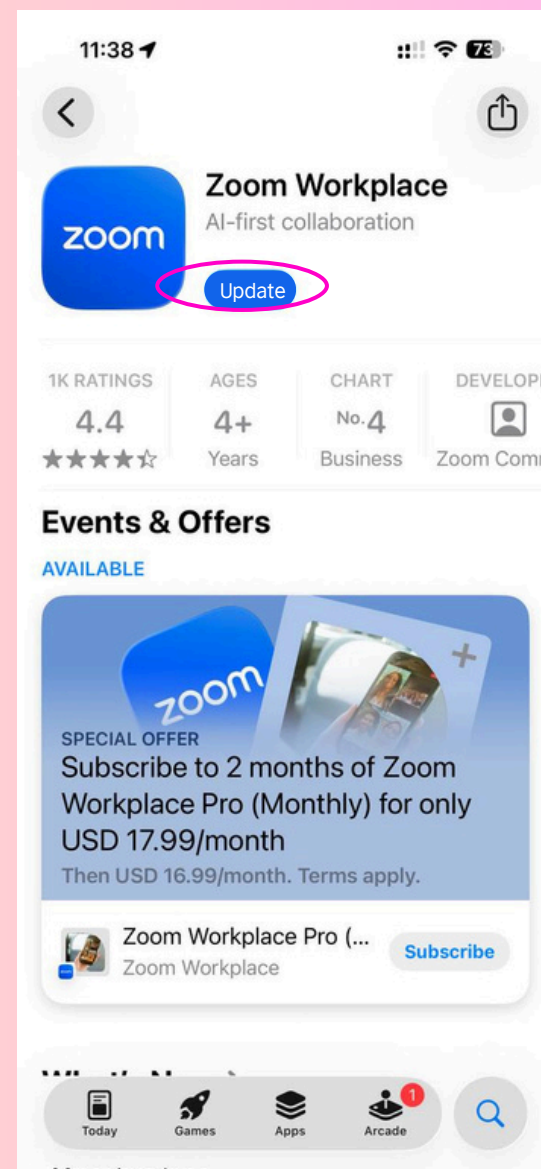 11:38
73
zoom
Zoom Workplace
AI-first collaboration
Update
1K RATINGS
4.4
AGES
4+
Years
CHART
No.4
Business
DEVELOP
Zoom Com
Events & Offers
AVAILABLE
zoom
SPECIAL OFFER
Subscribe to 2 months of Zoom
Workplace Pro (Monthly) for only
USD 17.99/month
Then USD 16.99/month. Terms apply.
Zoom Workplace Pro (...
Zoom Workplace
Subscribe
Today
Games
Apps
Arcade
1